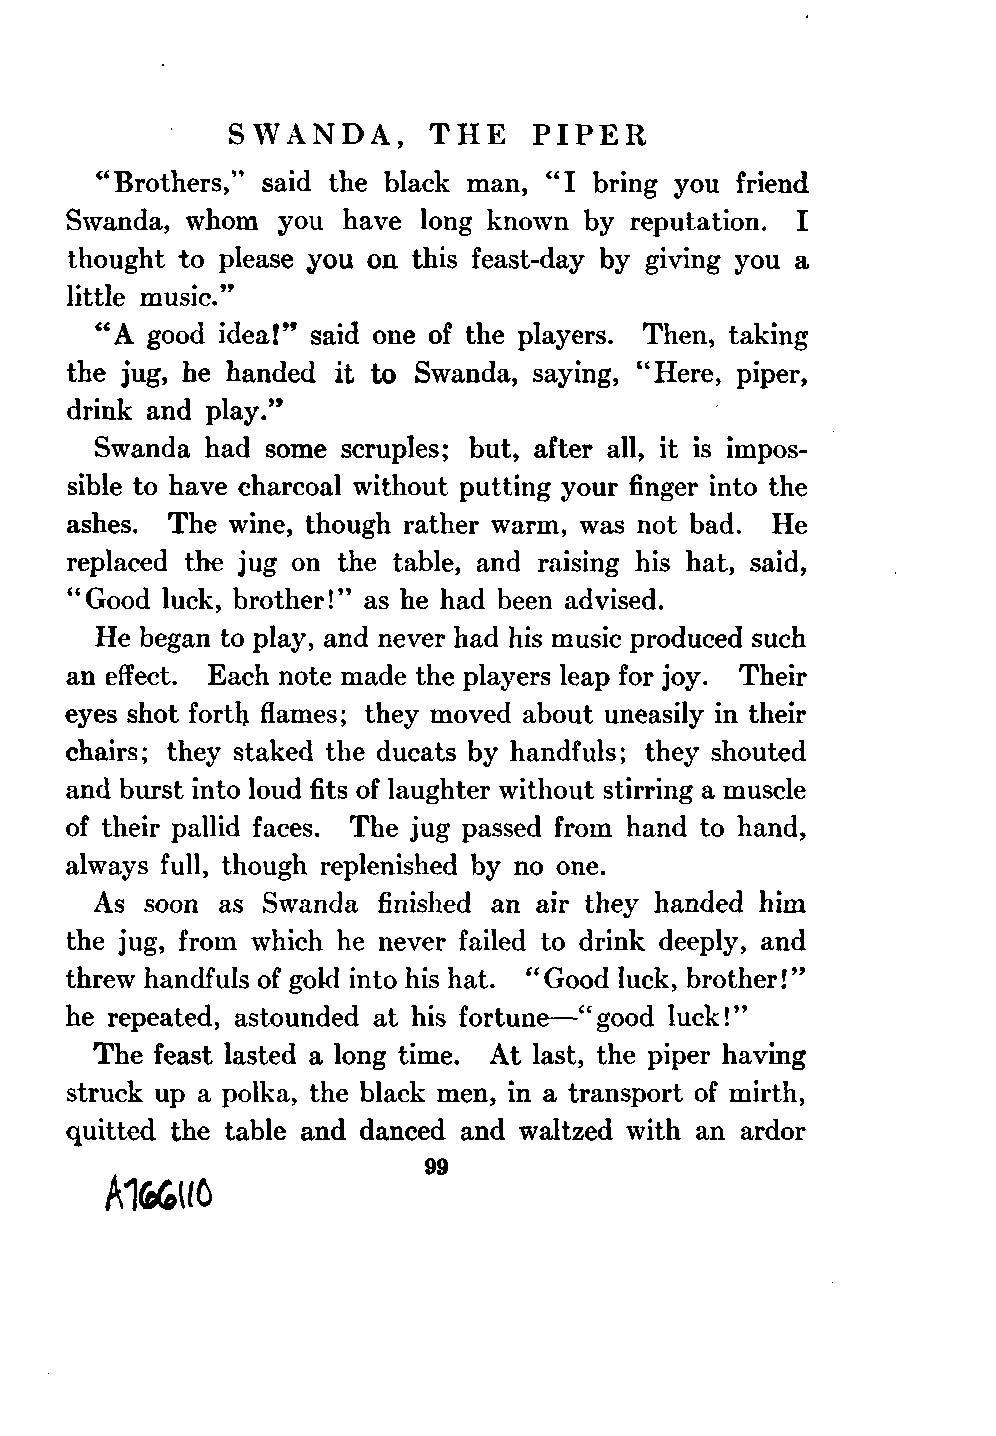 SWANDA, THE PIPER
“Brothers,” said the black man, “I bring you friend
Swanda, whom you have long known by reputation. I
thought to please you on this feast-day by giving you a
little music.”
“A good idea!” said one of the players. Then, taking
the jug, he handed it to Swanda, saying, “Here, piper,
drink and play.”
Swanda had some scruples; but, after all, it is impos-
sible to have charcoal without putting your finger into the
ashes. The wine, though rather warm, was not bad. He
replaced the jug on the table, and raising his hat, said,
“Good luck, brother!” as he had been advised.
He began to play, and never had his music produced such
an effect. Each note made the players leap for joy. Their
eyes shot forth flames; they moved about uneasily in their
chairs; they staked the ducats by handfuls; they shouted
and burst into loud fits of laughter without stirring a muscle
of their pallid faces. The jug passed from hand to hand,
always full, though replenished by no one.
As soon as Swanda finished an air they handed him
the jug, from which he never failed to drink deeply, and
threw handfuls of gold into his hat. “Good luck, brother!”
he repeated, astounded at his fortune—“good luck!”
The feast lasted a long time. At last, the piper having
struck up a polka, the black men, in a transport of mirth,
quitted the table and danced and waltzed with an ardor
99
A766110